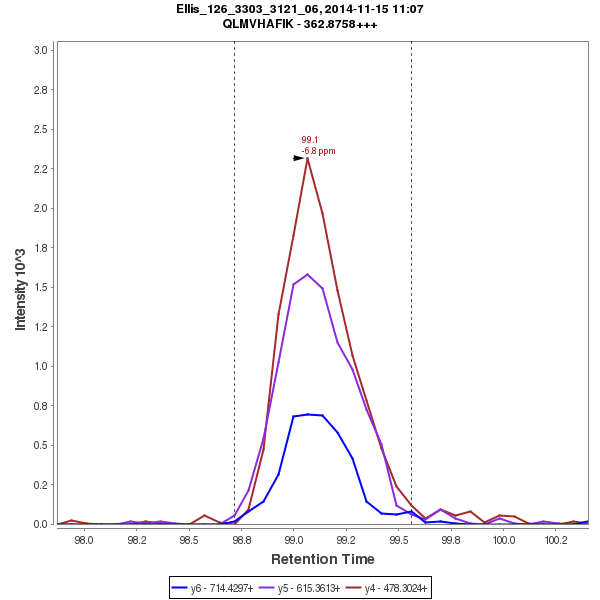 Ellis_126_3303_3121_06, 2014-11-15 11:07
QLMVHAFIK - 362.8758+++
3.0
2.8
2.5
2.2
2.0
1.8
1.5
1.2
1.0
0.8
0.5
0.2
0.0
Intensity 10^3
99.1
-6.8 ppm
98.0 98.2 98.5 98.8 99.0 99.2 99.5 99.8 100.0 100.2
Retention Time
y6 - 714.4297+ y5 - 615.3613+ y4 - 478.3024+